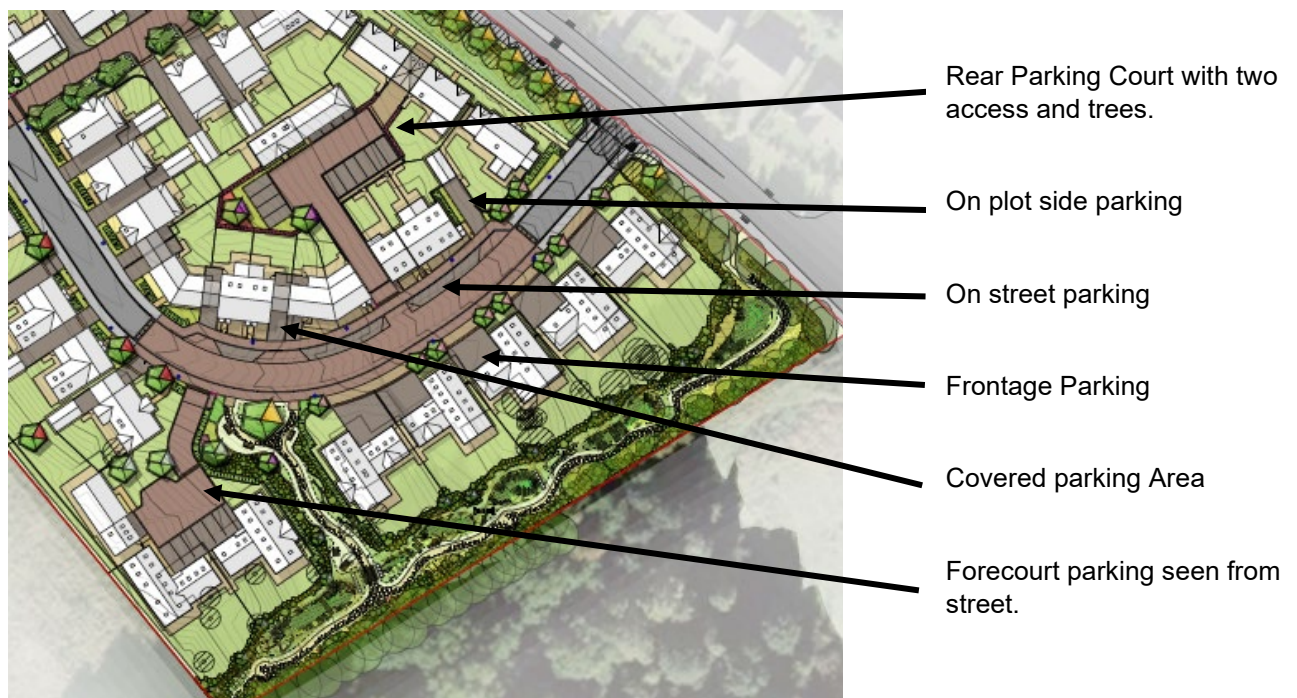 Rear Parking Court with two
access and trees.
On plot side parking
On street parking
Frontage Parking
Covered parking Area
Forecourt parking seen from
street.